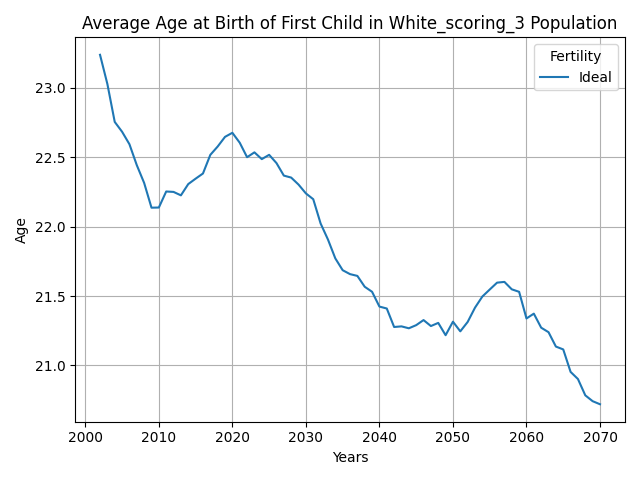 Average Age at Birth of First Child in White_scoring_3 Population
Fertility
Ideal
23.0
22.5
22.0
21.5
21.0
Age
2000 2010 2020 2030 2040 2050 2060 2070
Years